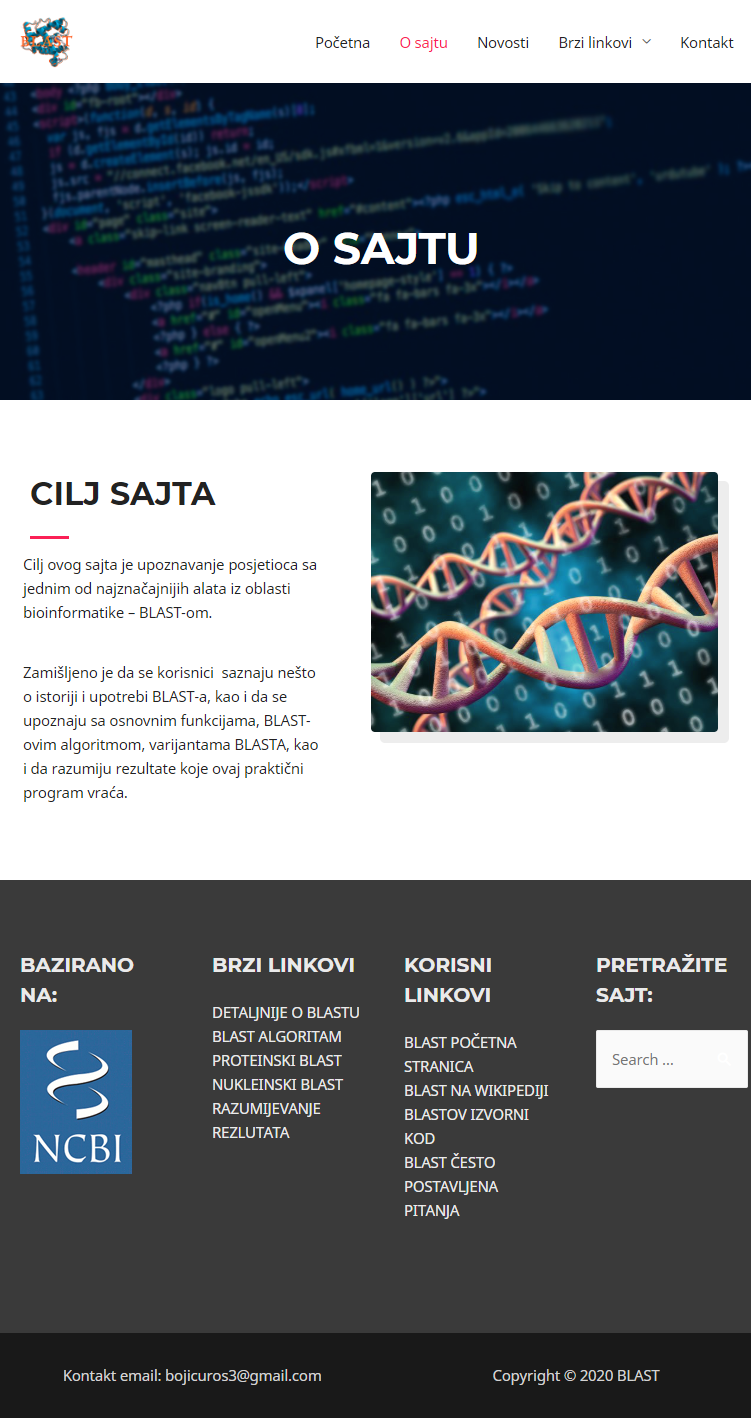 BLAST
Početna
O sajtu
Novosti
Brzi linkovi
Kontakt
O SAJTU
CILJ SAJTA
Cilj ovog sajta je upoznavanje posjetioca sa
jednim od najznačajnijih alata iz oblasti
bioinformatike – BLAST-om.
Zamišljeno je da se korisnici  saznaju nešto
o istoriji i upotrebi BLAST-a, kao i da se
upoznaju sa osnovnim funkcijama, BLAST-
ovim algoritmom, varijantama BLASTA, kao
i da razumiju rezultate koje ovaj praktični
program vraća.
BAZIRANO
NA:
NCBI
BRZI LINKOVI
DETALJNIJE O BLASTU
BLAST ALGORITAM
PROTEINSKI BLAST
NUKLEINSKI BLAST
RAZUMIJEVANJE
REZLUTATA
KORISNI
LINKOVI
BLAST POČETNA
STRANICA
BLAST NA WIKIPEDIJI
BLASTOV IZVORNI
KOD
BLAST ČESTO
POSTAVLJENA
PITANJA
PRETRAŽITE
SAJT:
Search ...
Kontakt email: bojicuros3@gmail.com
Copyright © 2020 BLAST